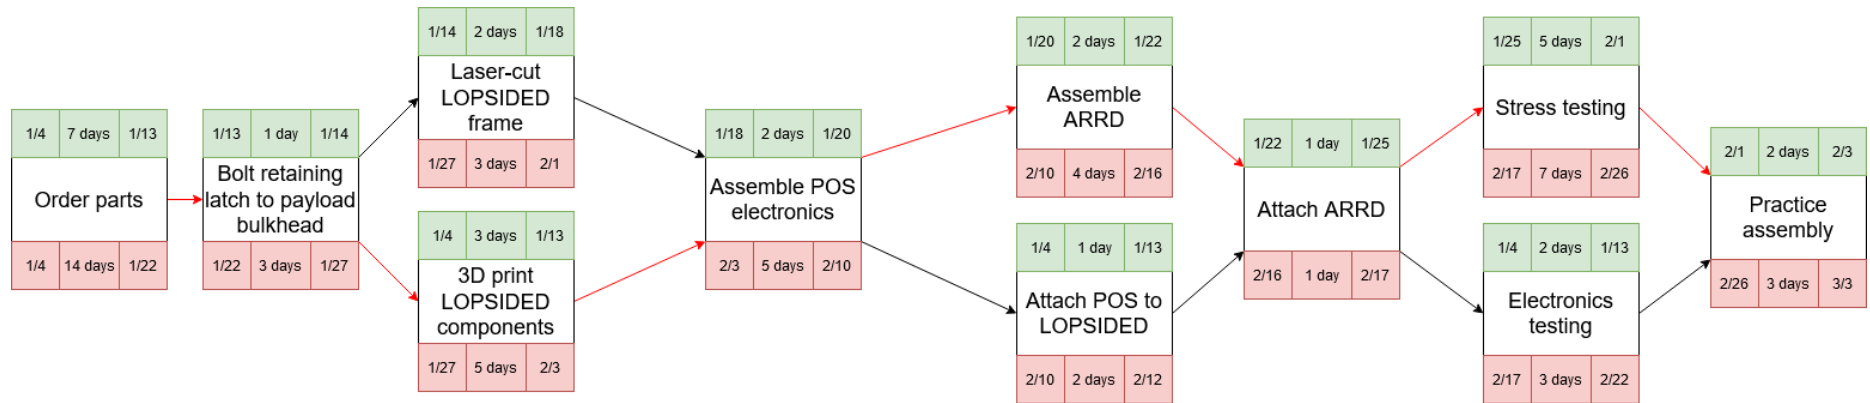 1/4 7 days 1/13
Order parts
1/4 14 days 1/22
1/13 1 day 1/14
Bolt retaining
latch to payload
bulkhead
1/22 3 days 1/27
1/14 2 days 1/18
Laser-cut
LOPSIDED
frame
1/27 3 days 2/1
1/4 3 days 1/13
3D print
LOPSIDED
components
1/27 5 days 2/3
1/18 2 days 1/20
Assemble POS
electronics
2/3 5 days 2/10
1/20 2 days 1/22
Assemble
ARRD
2/10 4 days 2/16
1/4 1 day 1/13
Attach POS to
LOPSIDED
2/10 2 days 2/12
1/22 1 day 1/25
Attach ARRD
2/16 1 day 2/17
1/25 5 days 2/1
Stress testing
2/17 7 days 2/26
1/4 2 days 1/13
Electronics
testing
2/17 3 days 2/22
2/1 2 days 2/3
Practice
assembly
2/26 3 days 3/3